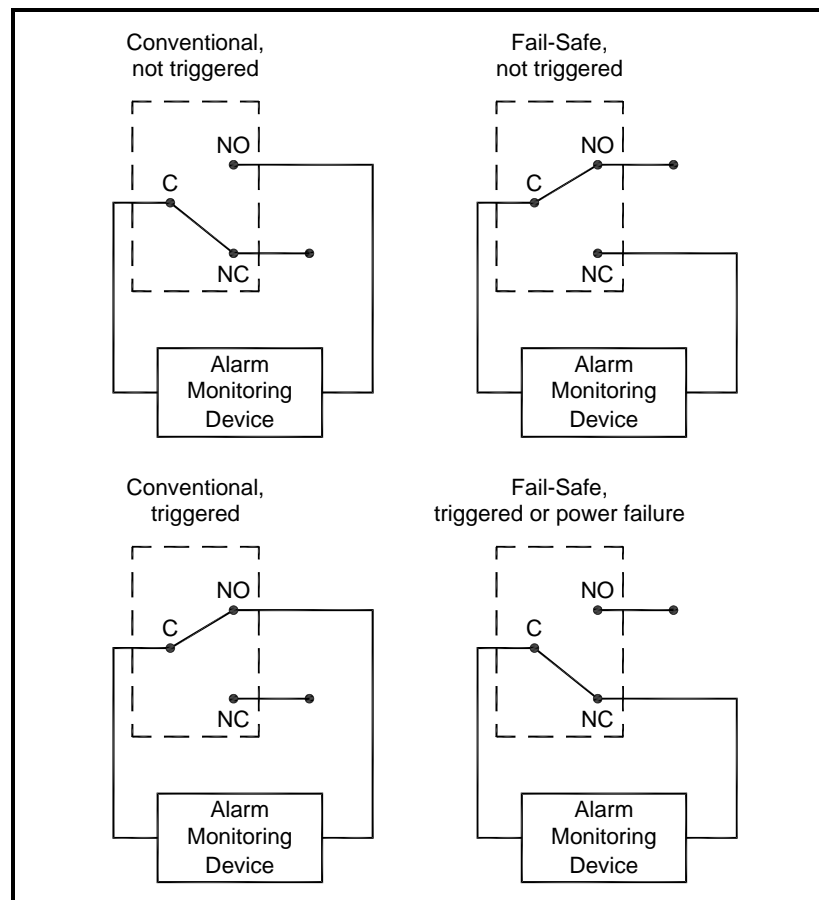 Conventional,
not triggered
NO
C
NC
Alarm
Monitoring
Device
Fail-Safe,
not triggered
NO
C
NC
Alarm
Monitoring
Device
Conventional,
triggered
NO
C
NC
Alarm
Monitoring
Device
Fail-Safe,
triggered or power failure
NO
C
NC
Alarm
Monitoring
Device